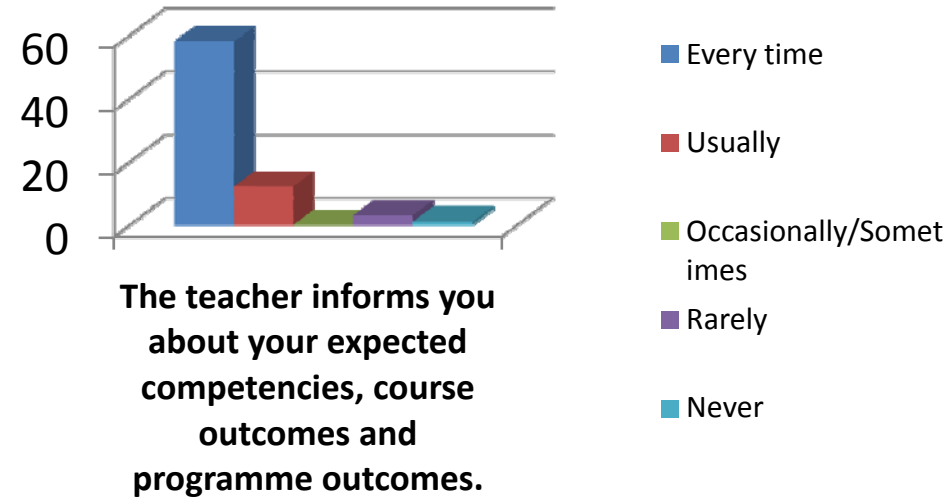 60
40
20
0
The teacher informs you
about your expected
competencies, course
outcomes and
programme outcomes.
Every time
Usually
Occasionally/Somet
imes
Rarely
Never